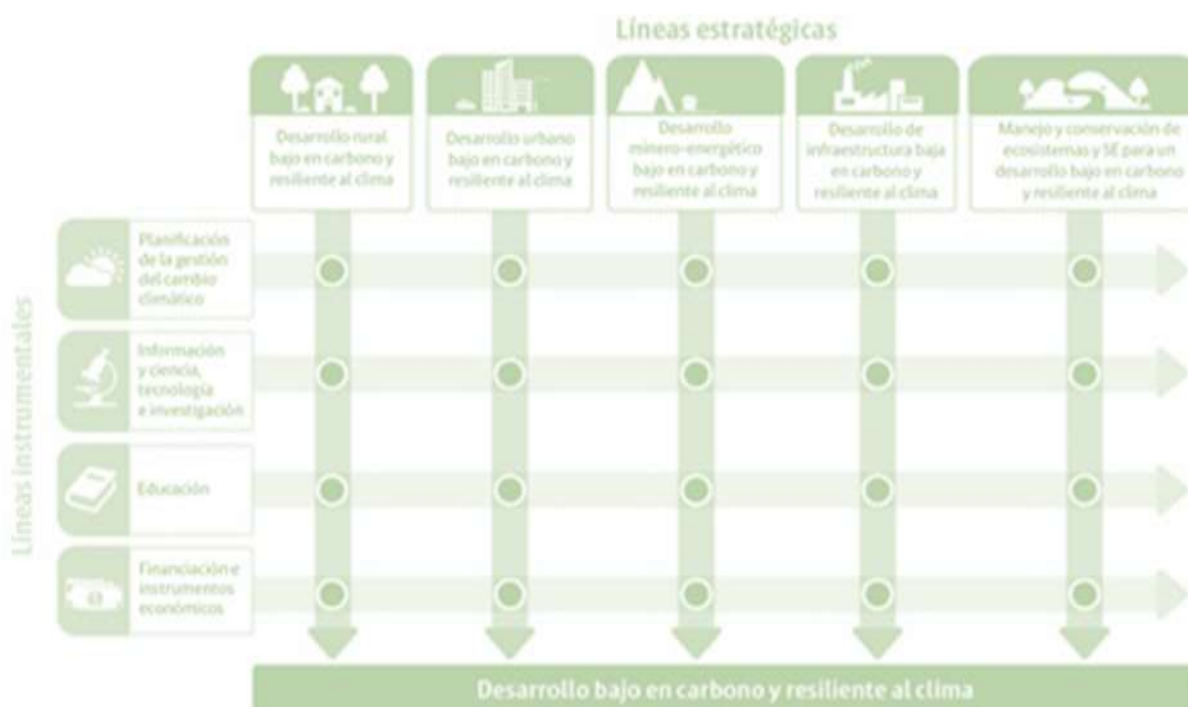 Líneas estratégicas
Desarrollo rural
bajo en carbono y
resiliente al clima
Desarrollo urbano
bajo en carbono y
resiliente al clima
Desarrollo
minero-energético
bajo en carbono y
resiliente al clima
Desarrollo de
infraestructura baja
en carbono y
resiliente al clima
Manejo y conservación de
ecosistemas y SE para un
desarrollo bajo en carbono
y resiliente al clima
Líneas instrumentales
Planificación
de la gestión
del cambio
climático
Información
y ciencia,
tecnología
e investigación
Educación
Financiación e
instrumentos
económicos
Desarrollo bajo en carbono y resiliente al clima